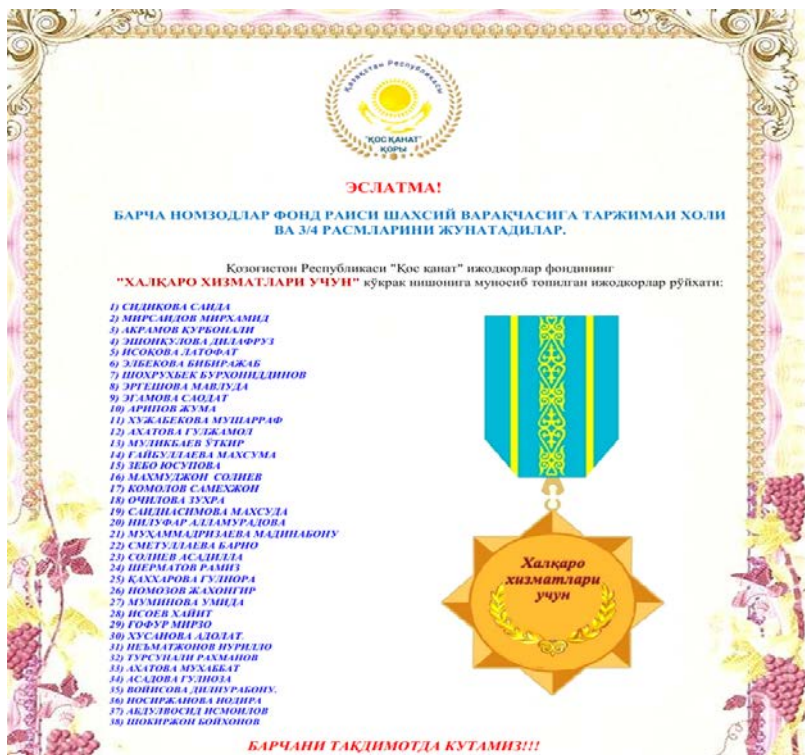 Қазақстан Республикасы
"ҚОС ҚАНАТ"
ҚОРЫ
ЭСЛАТМА!
БАРЧА НОМЗОДЛАР ФОНД РАИСИ ШАХСИЙ ВАРАҚЧАСИГА ТАРЖИМАИ ХОЛИ
ВА 3/4 РАСМЛАРИНИ ЖУНАТАДИЛАР.
Қозоғистон Республикаси "Қос қанат" ижодкорлар фондининг
"ХАЛҚАРО ХИЗМАТЛАРИ УЧУН" кўкрак нишонига муносиб топилган ижодкорлар рўйхати:
1) СИДИҚОВА САИДА
2) МИРСАИДОВ МИРХАМИД
3) АКРАМОВ ҚУРБОНАЛИ
4) ЭШОНҚУЛОВА ДИЛАФРУЗ
5) ИСОҚОВА ЛАТОФАТ
6) ЭЛБЕКОВА БИБИРАЖАБ
7) ШОХРУХБЕК БУРХОНИДДИНОВ
8) ЭРГЕШОВА МАВЛУДА
9) ЭГАМОВА САОДАТ
10) АРИПОВ ЖУМА
11) ХУЖАБЕКОВА МУШАРРАФ
12) АХАТОВА ГУЛЖАМОЛ
13) МУЛИКБАЕВ ЎТКИР
14) ҒАЙБУЛЛАЕВА МАХСУМА
15) ЗЕБО ЮСУПОВА
16) МАХМУДЖОН СОЛИЕВ
17) КОМОЛОВ САМЕХЖОН
18) ОЧИЛОВА ЗУХРА
19) САИДИАСИМОВА МАХСУДА
20) НИЛУФАР АЛЛАМУРАДОВА
21) МУҲАММАДРИЗАЕВА МАДИНАБОНУ
22) СМЕТУЛЛАЕВА БАРНО
23) СОЛИЕВ АСАДИЛЛА
24) ШЕРМАТОВ РАМИЗ
25) ҚАХХАРОВА ГУЛНОРА
26) НОМОЗОВ ЖАХОНГИР
27) МУМИНОВА УМИДА
28) ИСОЕВ ХАЙИТ
29) ҒОФУР МИРЗО
30) ХУСАНОВА АДОЛАТ.
31) НЕЪМАТЖОНОВ НУРИЛЛО
32) ТУРСУНАЛИ РАХМАНОВ
33) АХАТОВА МУХАББАТ
34) АСАДОВА ГУЛНОЗА
35) ВОЙИСОВА ДИЛНУРАБОНУ.
36) НОСИРЖАНОВА НОДИРА
37) АБДУЛВОСИД ИСМОИЛОВ
38) ШОКИРЖОН БОЙХОНОВ
Халқаро
хизматлари
учун
БАРЧАНИ ТАҚДИМОТДА КУТАМИЗ!!!